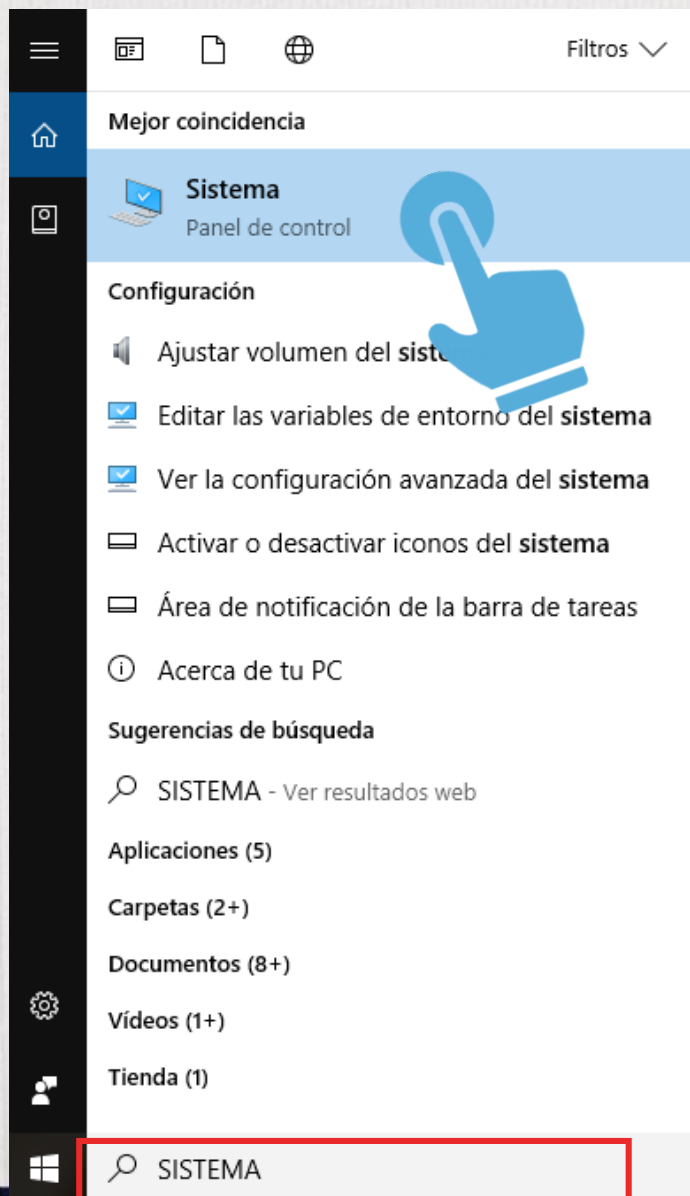 Filtros
Mejor coincidencia
Sistema
Panel de control
Configuración
Ajustar volumen del
Editar las variables de entorno del sistema
Ver la configuración avanzada del sistema
Activar o desactivar iconos del sistema
Área de notificación de la barra de tareas
Acerca de tu PC
Sugerencias de búsqueda
SISTEMA - Ver resultados web
Aplicaciones (5)
Carpetas (2+)
Documentos (8+)
Vídeos (1+)
Tienda (1)
SISTEMA